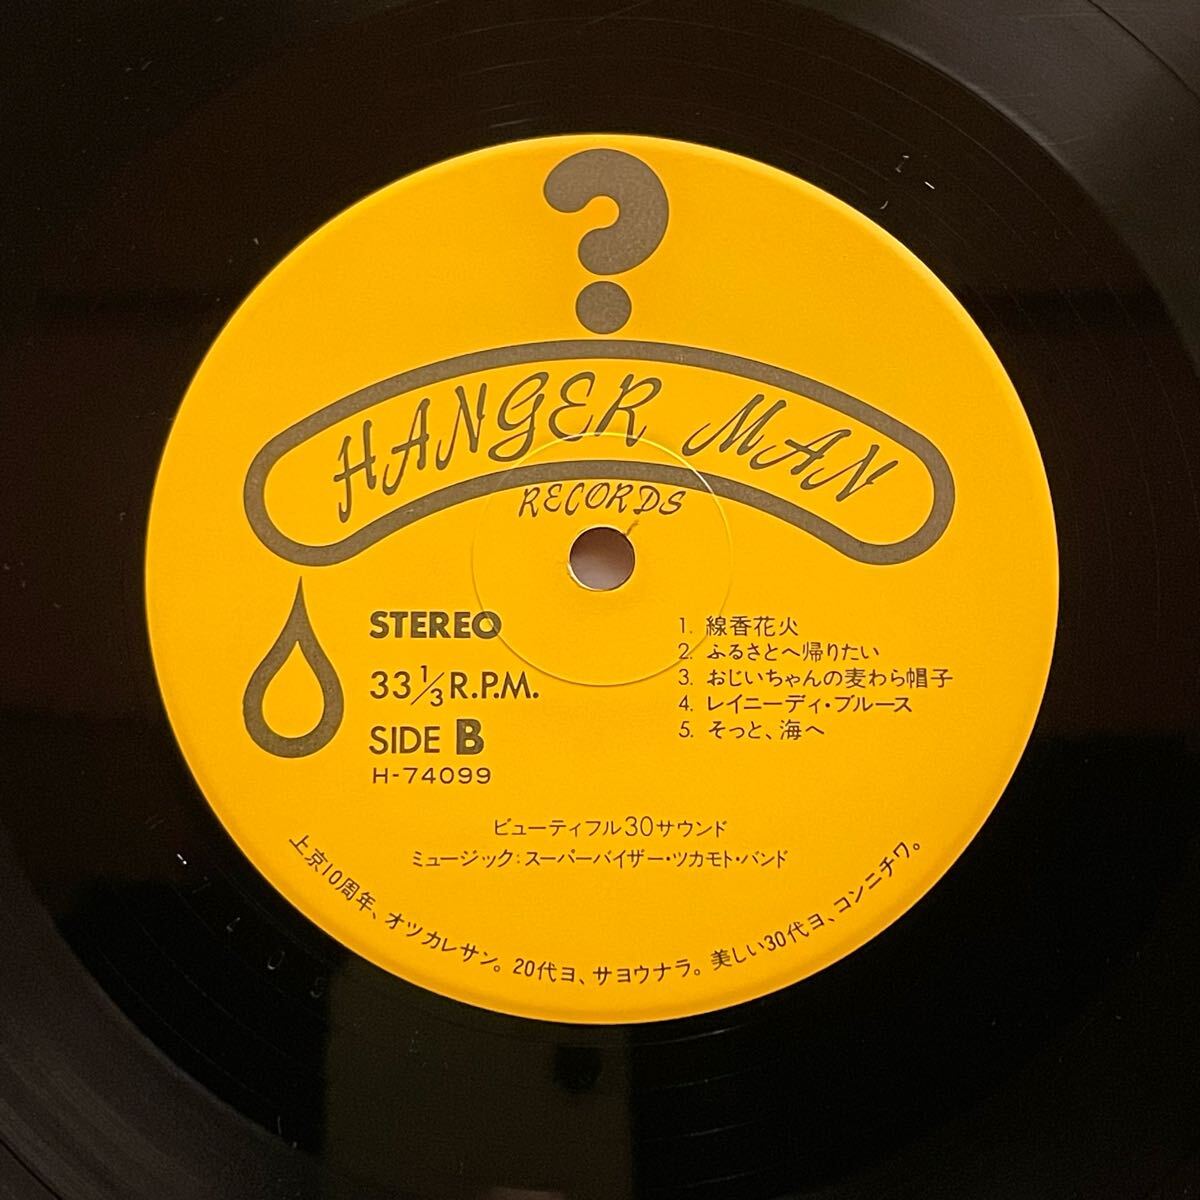 ?
HANGER MAN
RECORDS
STEREO
33 1/3 R.P.M.
SIDE B
H-74099
1. 線香花火
2. ふるさとへ帰りたい
3. おじいちゃんの麦わら帽子
4. レイニーディ・ブルース
5. そっと、海へ
ビューティフル30サウンド
ミュージック:スーパーバイザー・ツカモト・バンド
上京10周年、オツカレサン。20代ヨ、サヨウナラ。美しい30代ヨ、コンニチワ。